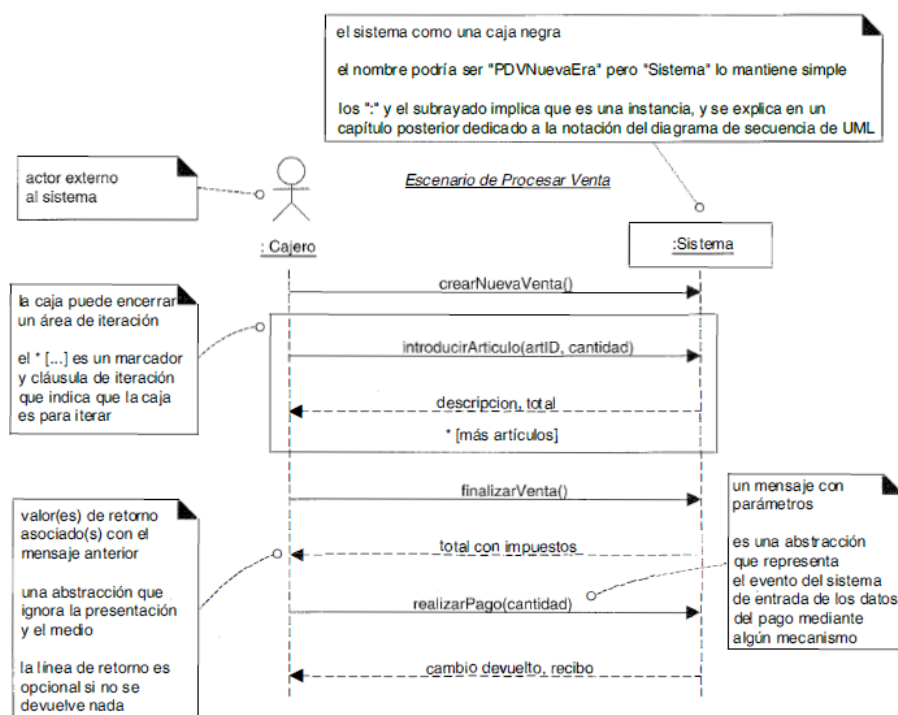 el sistema como una caja negra
el nombre podría ser "PDVNuevaEra" pero "Sistema" lo mantiene simple
los ":" y el subrayado implica que es una instancia, y se explica en un
capítulo posterior dedicado a la notación del diagrama de secuencia de UML
actor externo
al sistema
Escenario de Procesar Venta
: Cajero
:Sistema
crearNuevaVenta()
la caja puede encerrar
un área de iteración
el * [...] es un marcador
y cláusula de iteración
que indica que la caja
es para iterar
introducirArticulo(artID, cantidad)
descripcion, total
* [más artículos]
finalizarVenta()
valor(es) de retorno
asociado(s) con el
mensaje anterior
una abstracción que
ignora la presentación
y el medio
la línea de retorno es
opcional si no se
devuelve nada
total con impuestos
un mensaje con
parámetros
es una abstracción
que representa
el evento del sistema
de entrada de los datos
del pago mediante
algún mecanismo
realizarPago(cantidad)
cambio devuelto, recibo